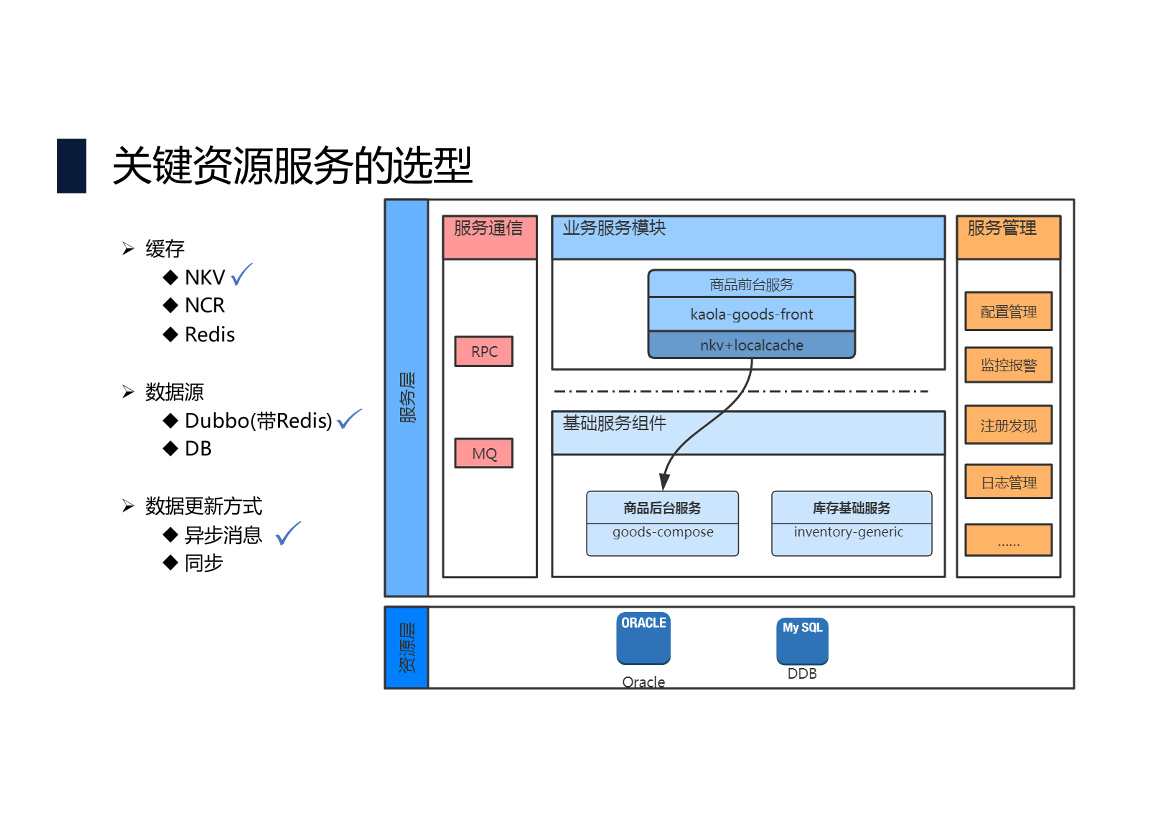 关键资源服务的选型
缓存
NKV
NCR
Redis
数据源
Dubbo(带Redis)
DB
数据更新方式
异步消息
同步
服务层
服务通信
RPC
MQ
业务服务模块
商品前台服务
kaola-goods-front
nkv+localcache
基础服务组件
商品后台服务
goods-compose
库存基础服务
inventory-generic
服务管理
配置管理
监控报警
注册发现
日志管理
......
资源层
ORACLE
Oracle
My SQL
DDB